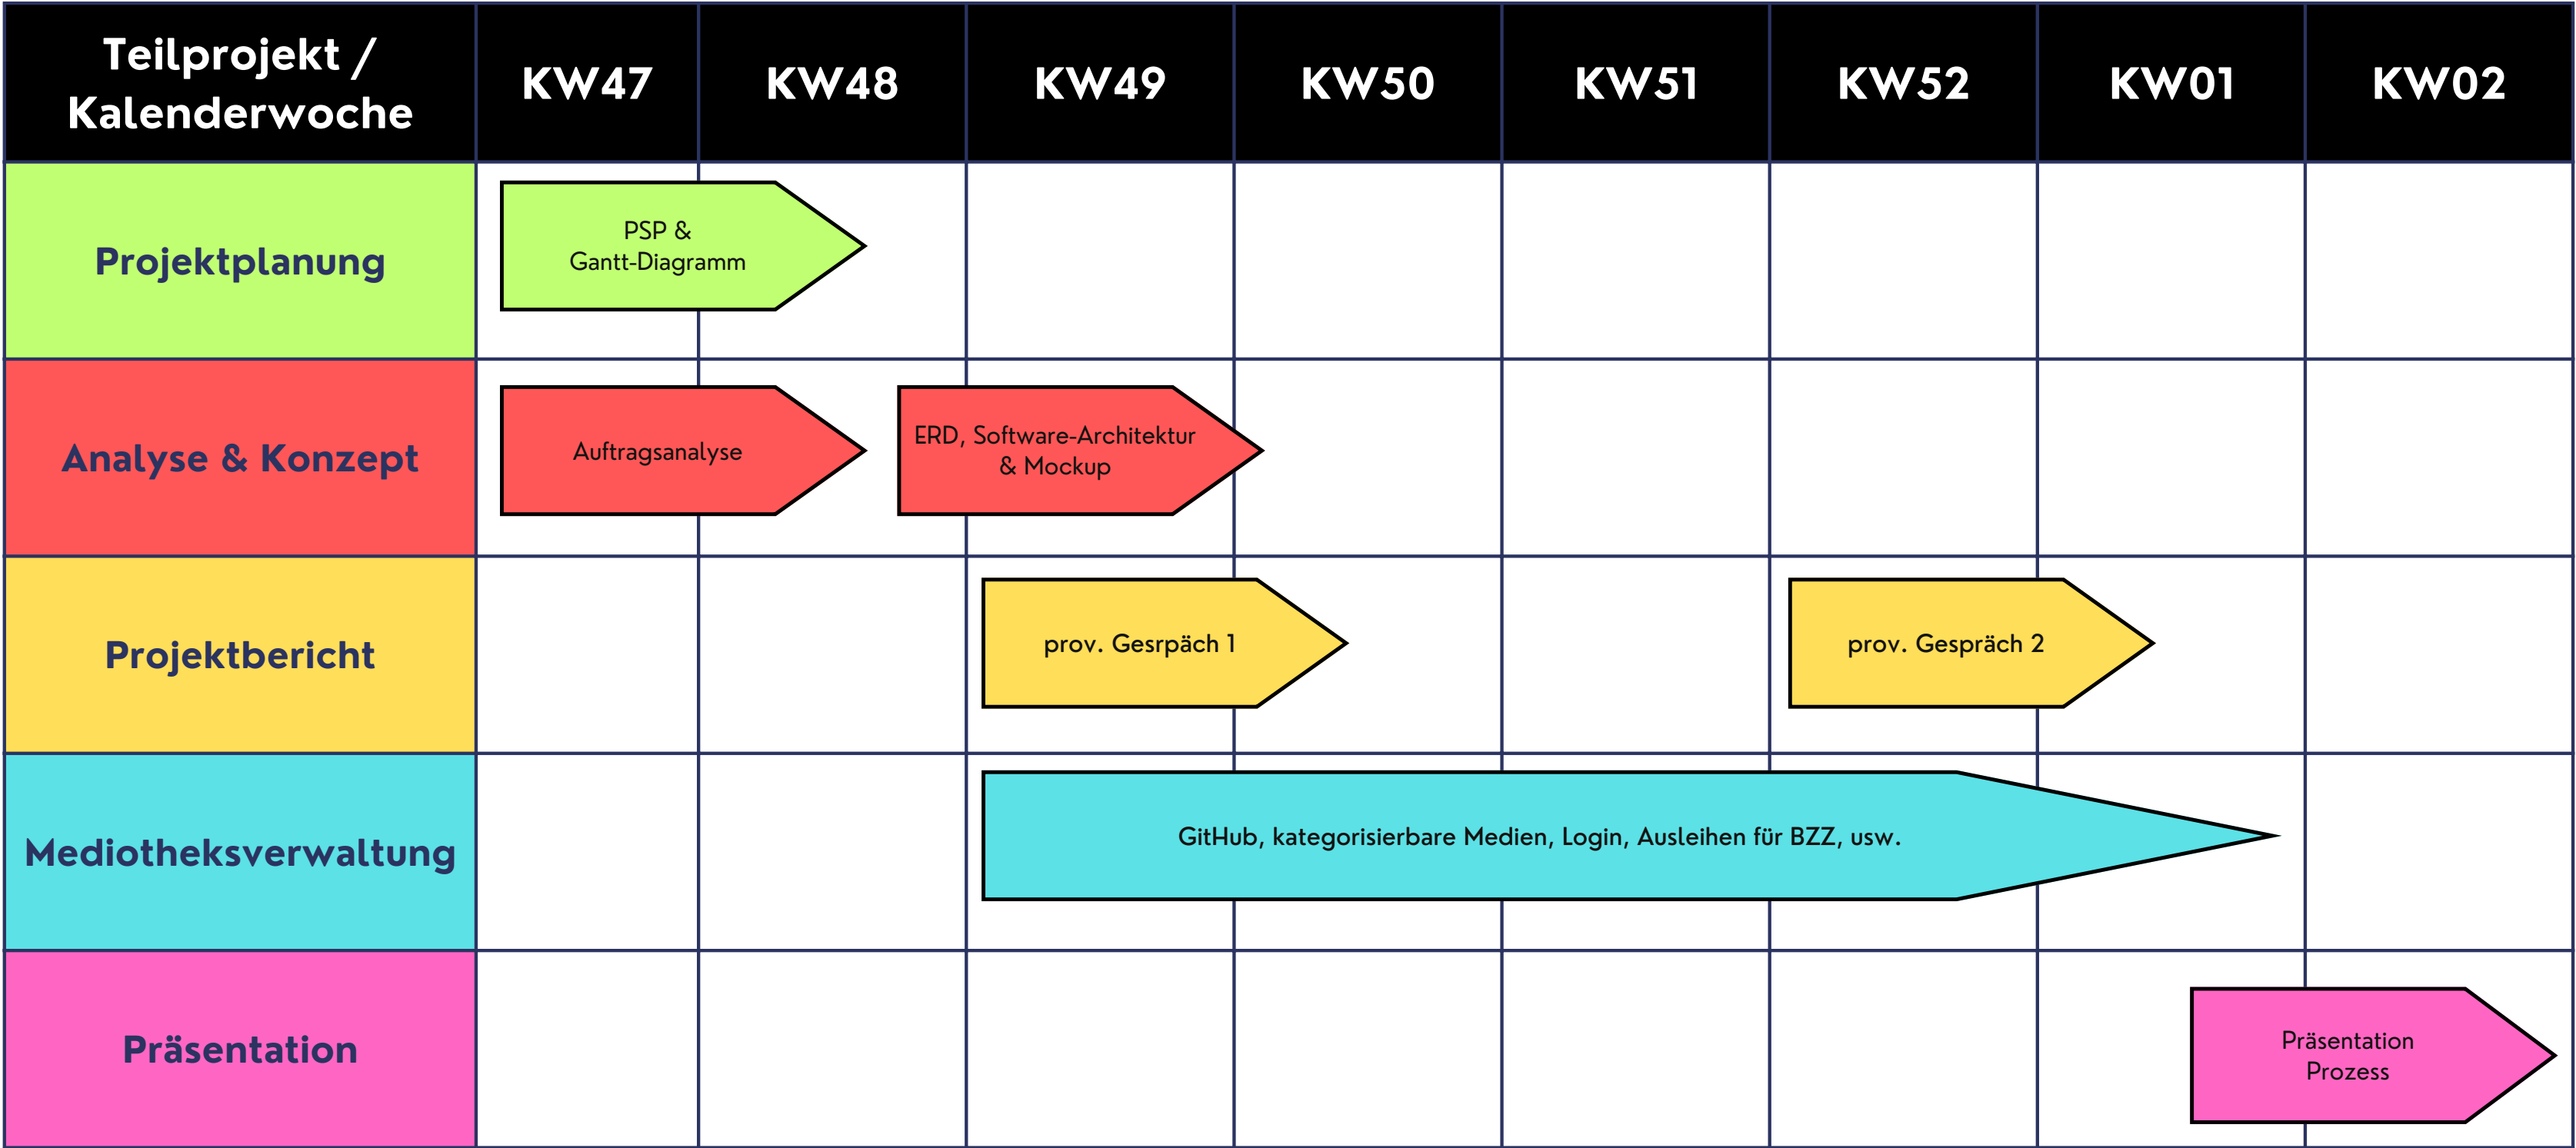 Teilprojekt /
Kalenderwoche
KW47
KW48
KW49
KW50
KW51
KW52
KW01
KW02
Projektplanung
PSP &
Gantt-Diagramm
Analyse & Konzept
Auftragsanalyse
ERD, Software-Architektur
& Mockup
Projektbericht
prov. Gesrpäch 1
prov. Gespräch 2
Mediotheksverwaltung
GitHub, kategorisierbare Medien, Login, Ausleihen für BZZ, usw.
Präsentation
Präsentation
Prozess